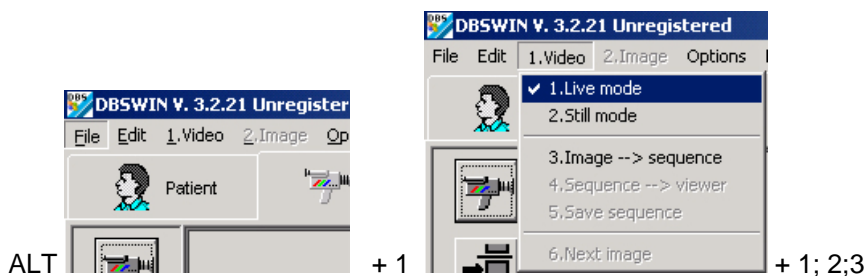 DBSWIN V. 3.2.21 Unregister
File Edit 1.Video 2.Image Op
Patient
DBSWIN V. 3.2.21 Unregistered
File Edit 1.Video 2.Image Options
1.Live mode
2.Still mode
3.Image --> sequence
4.Sequence --> viewer
5.Save sequence
6.Next image
ALT + 1 + 1; 2;3